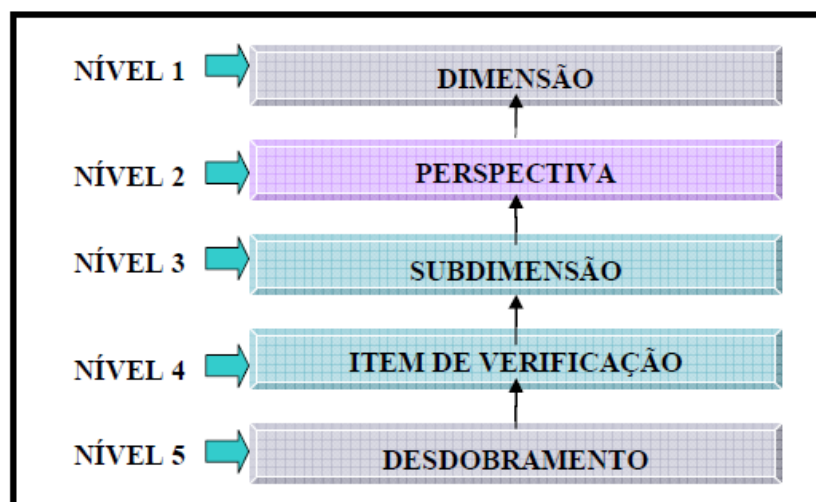 NÍVEL 1
DIMENSÃO
NÍVEL 2
PERSPECTIVA
NÍVEL 3
SUBDIMENSÃO
NÍVEL 4
ITEM DE VERIFICAÇÃO
NÍVEL 5
DESDOBRAMENTO